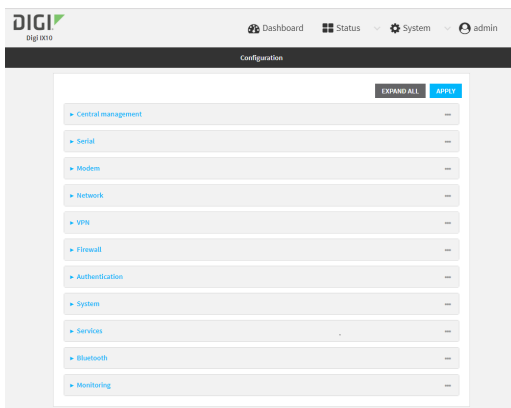 DIGI
Digi IX10
Dashboard
Status
System
admin
Configuration
EXPAND ALL
APPLY
Central management
Serial
Modem
Network
VPN
Firewall
Authentication
System
Services
Bluetooth
Monitoring